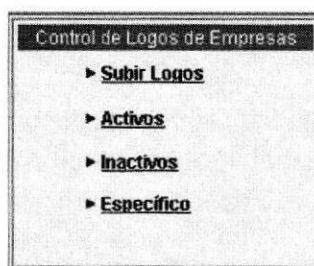 Control de Logos de Empresas
Subir Logos
Activos
Inactivos
Específico